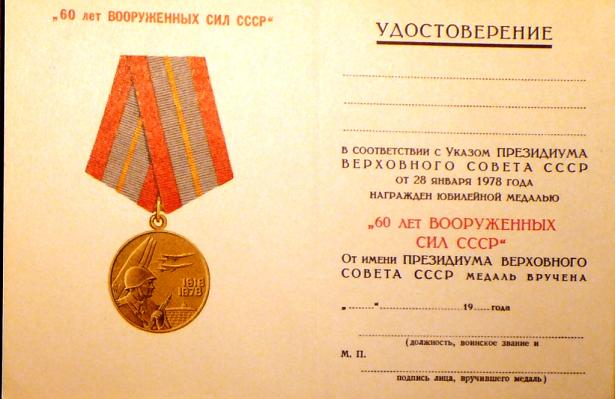 „60 лет ВООРУЖЕННЫХ СИЛ СССР“
1918
1978
УДОСТОВЕРЕНИЕ
В СООТВЕТСТВИИ С УКАЗОМ ПРЕЗИДИУМА
ВЕРХОВНОГО СОВЕТА СССР
ОТ 28 ЯНВАРЯ 1978 ГОДА
НАГРАЖДЕН ЮБИЛЕЙНОЙ МЕДАЛЬЮ
„60 ЛЕТ ВООРУЖЕННЫХ
СИЛ СССР“
ОТ ИМЕНИ ПРЕЗИДИУМА ВЕРХОВНОГО
СОВЕТА СССР МЕДАЛЬ ВРУЧЕНА
„.......“..........................19.....года
(должность, воинское звание и
М. П.
подпись лица, вручившего медаль)